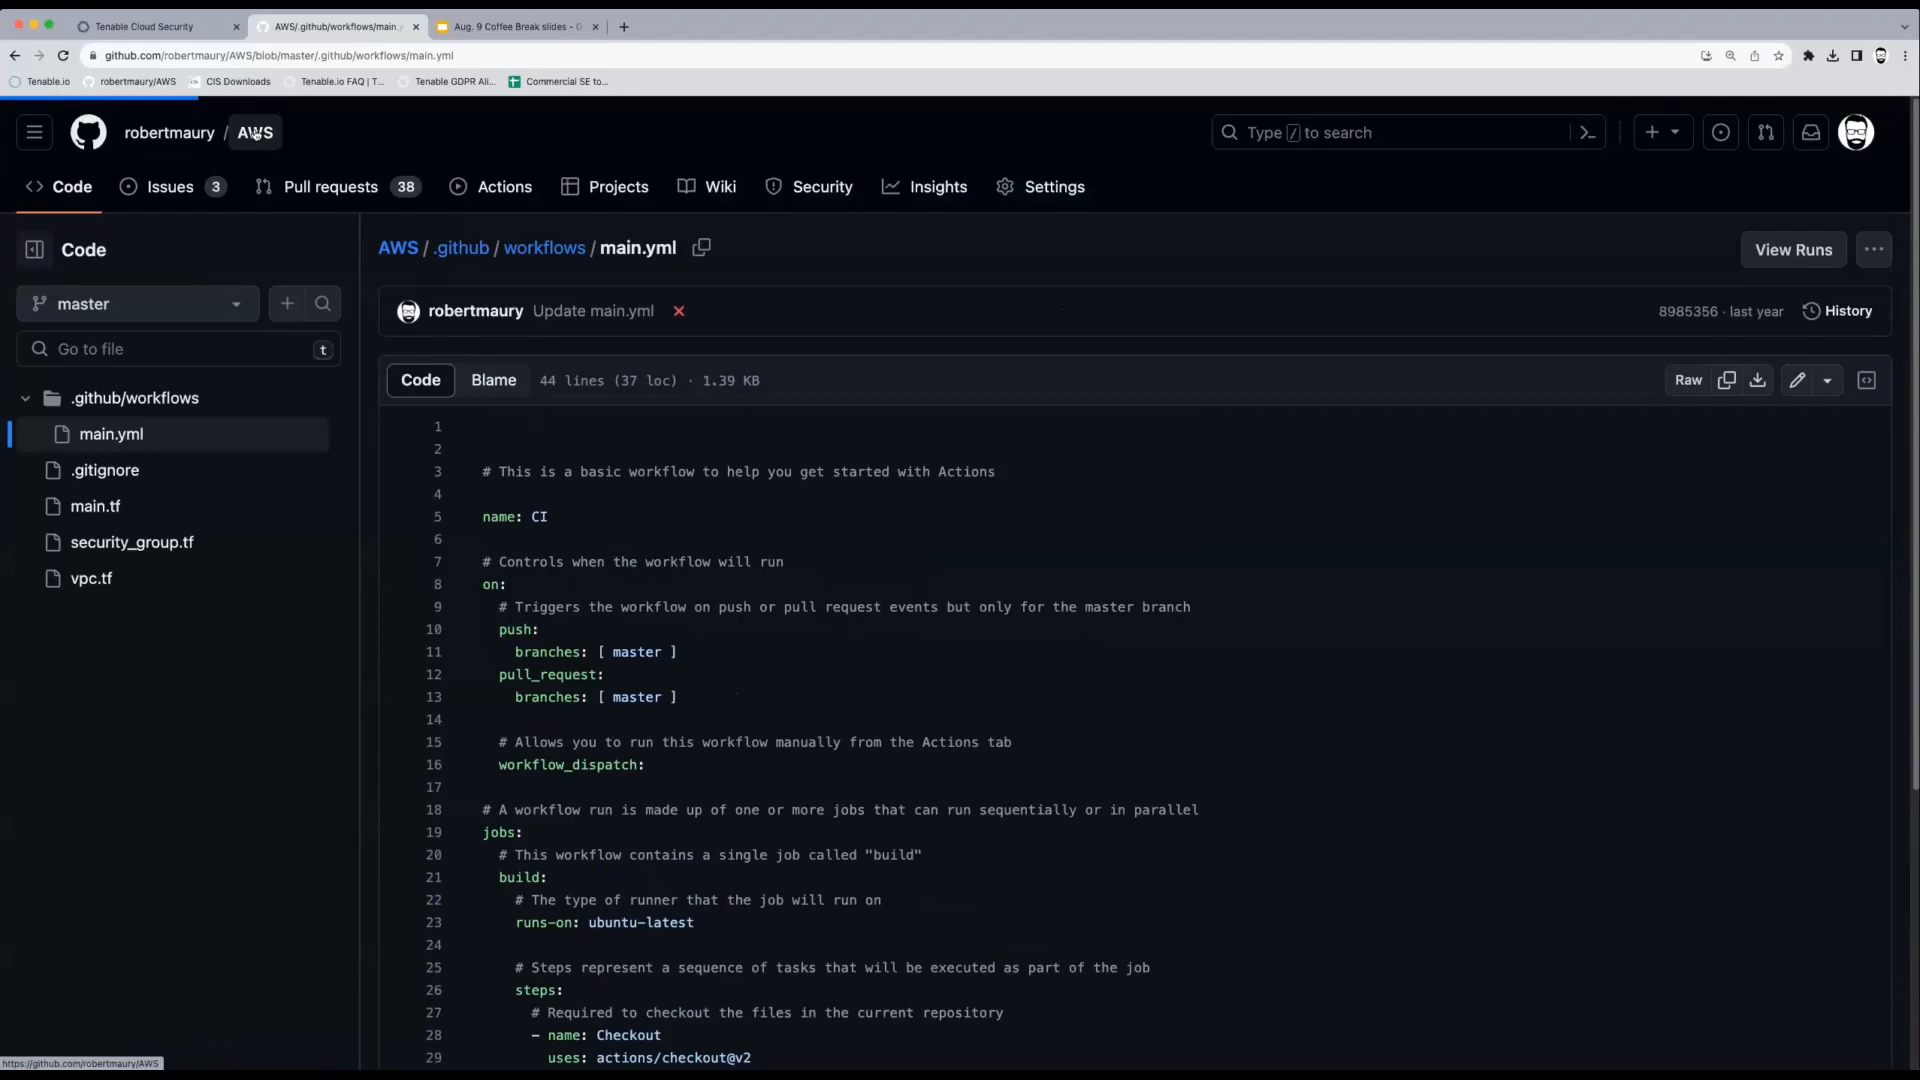 Tenable Cloud Security
AWS/.github/workflows/main.y
Aug. 9 Coffee Break slides - G
github.com/robertmaury/AWS/blob/master/.github/workflows/main.yml
Tenable.io
robertmaury/AWS
CIS Downloads
Tenable.io FAQ | T...
Tenable GDPR Ali...
Commercial SE to...
robertmaury / AWS
Type / to search
Code
Issues 3
Pull requests 38
Actions
Projects
Wiki
Security
Insights
Settings
Code
master
Go to file
t
.github/workflows
main.yml
.gitignore
main.tf
security_group.tf
vpc.tf
AWS / .github / workflows / main.yml
View Runs
robertmaury Update main.yml
8985356 · last year
History
Code
Blame
44 lines (37 loc) · 1.39 KB
Raw
1
2
3 # This is a basic workflow to help you get started with Actions
4
5 name: CI
6
7 # Controls when the workflow will run
8 on:
9 # Triggers the workflow on push or pull request events but only for the master branch
10 push:
11 branches: [ master ]
12 pull_request:
13 branches: [ master ]
14
15 # Allows you to run this workflow manually from the Actions tab
16 workflow_dispatch:
17
18 # A workflow run is made up of one or more jobs that can run sequentially or in parallel
19 jobs:
20 # This workflow contains a single job called "build"
21 build:
22 # The type of runner that the job will run on
23 runs-on: ubuntu-latest
24
25 # Steps represent a sequence of tasks that will be executed as part of the job
26 steps:
27 # Required to checkout the files in the current repository
28 - name: Checkout
29 uses: actions/checkout@v2
https://github.com/robertmaury/AWS